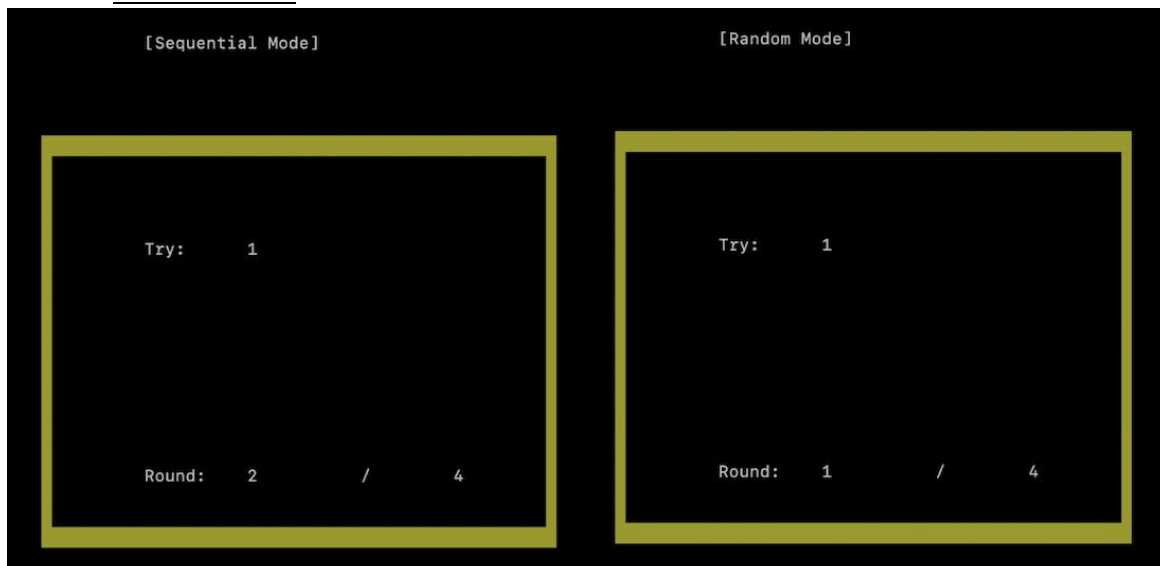 [Sequential Mode]
Try: 1
Round: 2 / 4
[Random Mode]
Try: 1
Round: 1 / 4